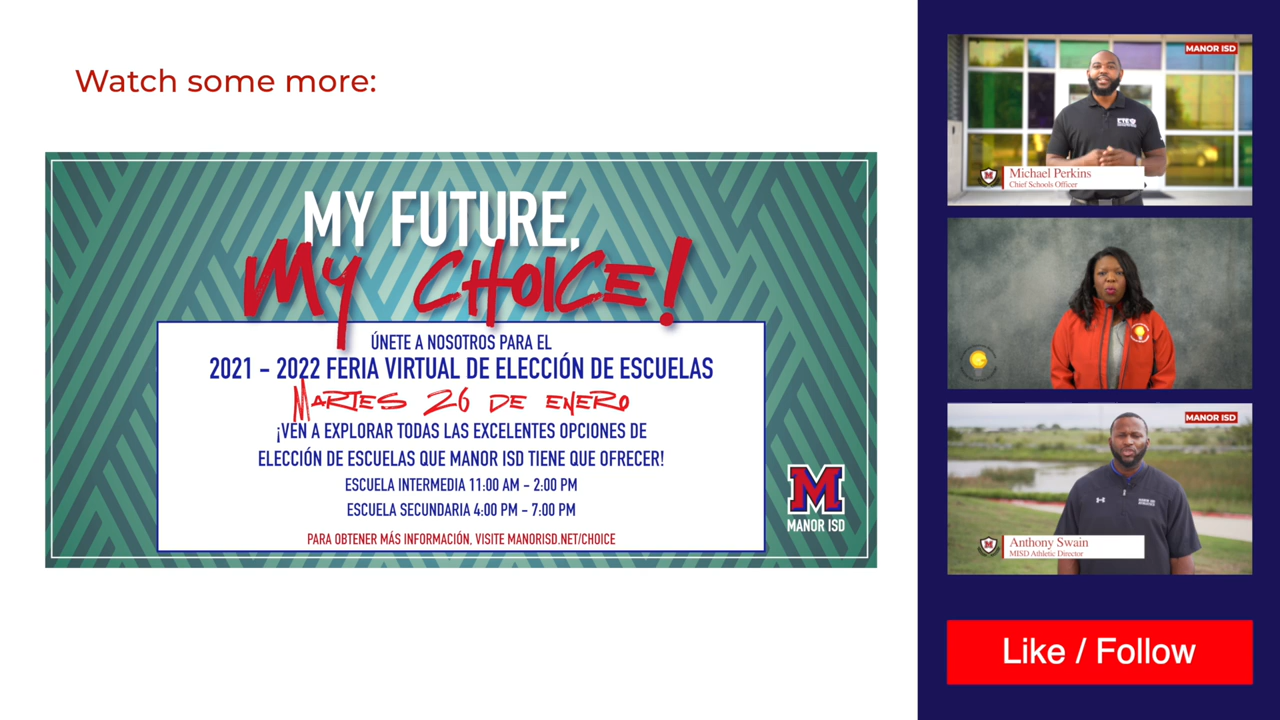 Watch some more:
MY FUTURE,
MY CHOICE!
ÚNETE A NOSOTROS PARA EL
2021 - 2022 FERIA VIRTUAL DE ELECCIÓN DE ESCUELAS
MARTES 26 DE ENERO
¡VEN A EXPLORAR TODAS LAS EXCELENTES OPCIONES DE
ELECCIÓN DE ESCUELAS QUE MANOR ISD TIENE QUE OFRECER!
ESCUELA INTERMEDIA 11:00 AM - 2:00 PM
ESCUELA SECUNDARIA 4:00 PM - 7:00 PM
PARA OBTENER MÁS INFORMACIÓN, VISITE MANORISD.NET/CHOICE
M
MANOR ISD
MANOR ISD
M
Michael Perkins
Chief Schools Officer
MANOR ISD
M
Anthony Swain
MISD Athletic Director
Like / Follow